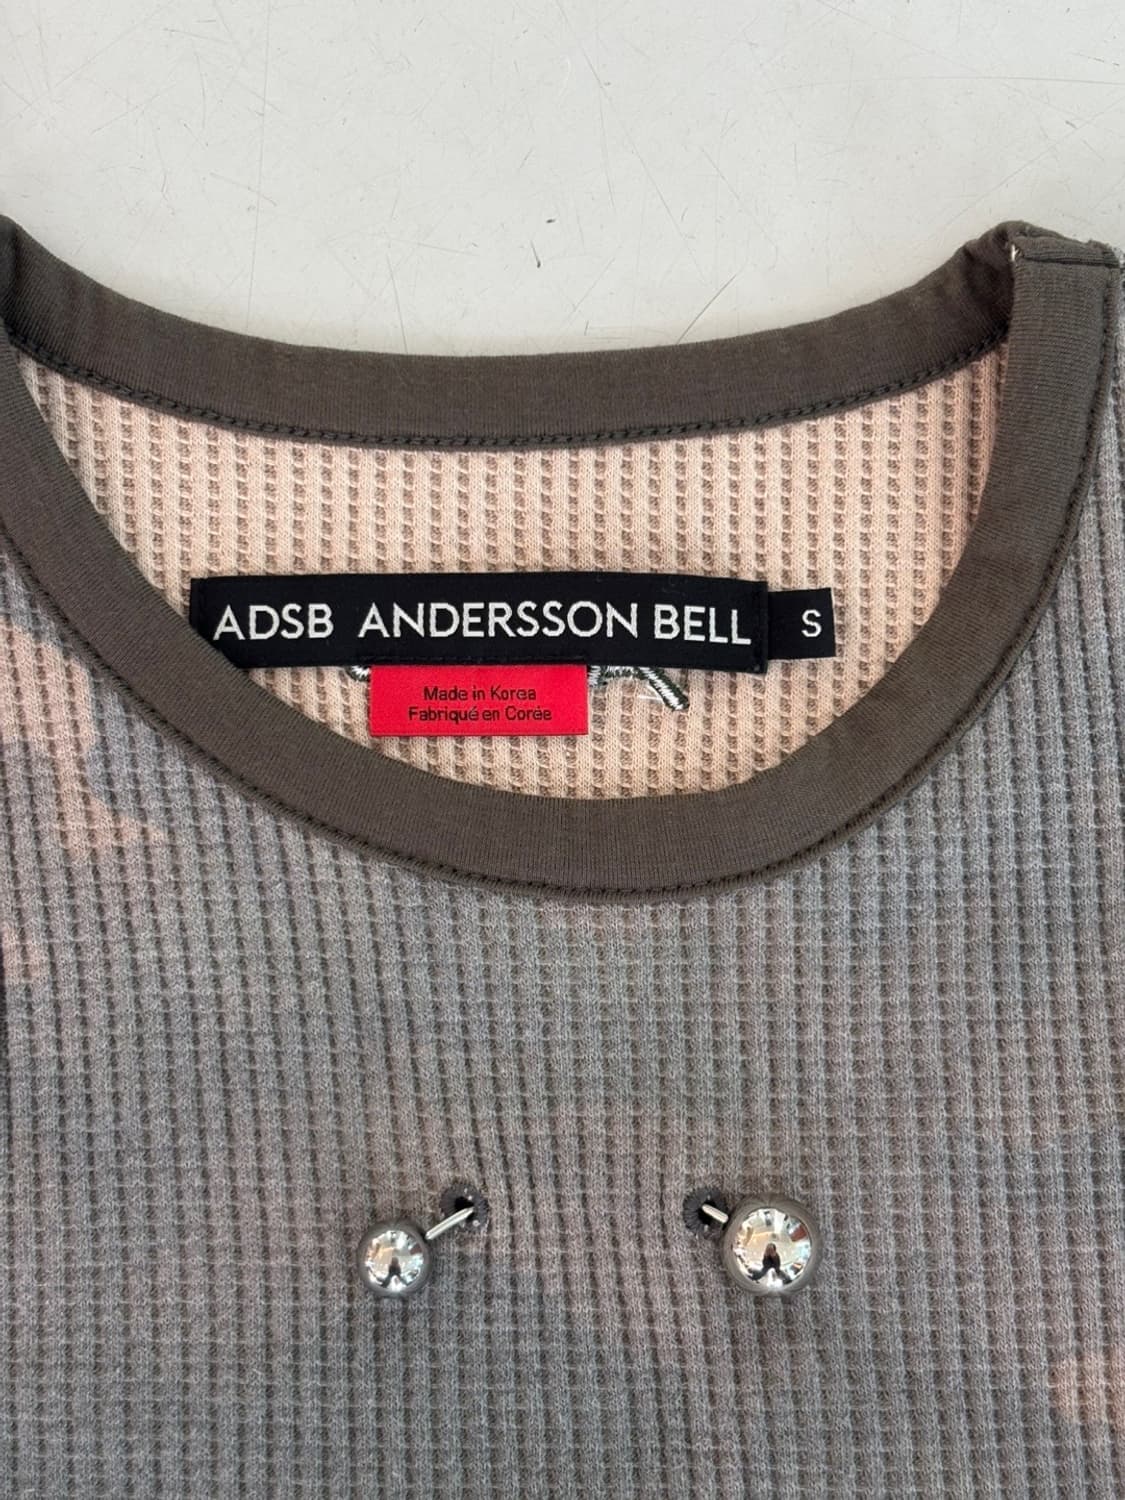 ADSB ANDERSSON BELL
S
Made in Korea
Fabriqué en Corée